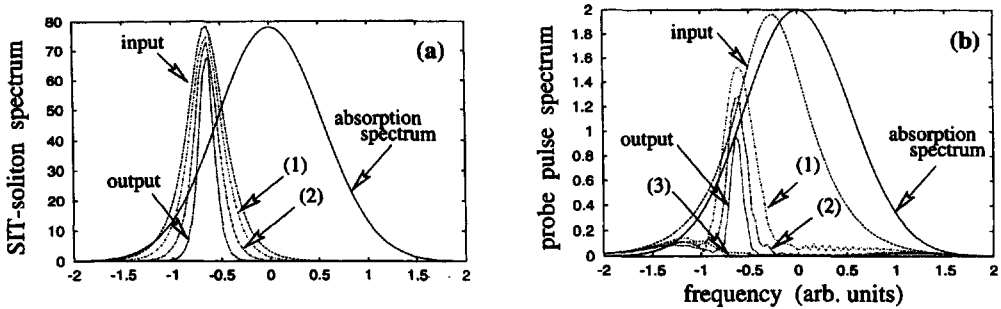 80
70
60
50
40
30
20
10
0
SIT-soliton spectrum
input
(a)
absorption
spectrum
(1)
output
(2)
-2 -1.5 -1 -0.5 0 0.5 1 1.5 2
2
1.8
1.6
1.4
1.2
1
0.8
0.6
0.4
0.2
0
probe pulse spectrum
input
(b)
output
absorption
spectrum
(1)
(3)
(2)
-2 -1.5 -1 -0.5 0 0.5 1 1.5 2
frequency (arb. units)